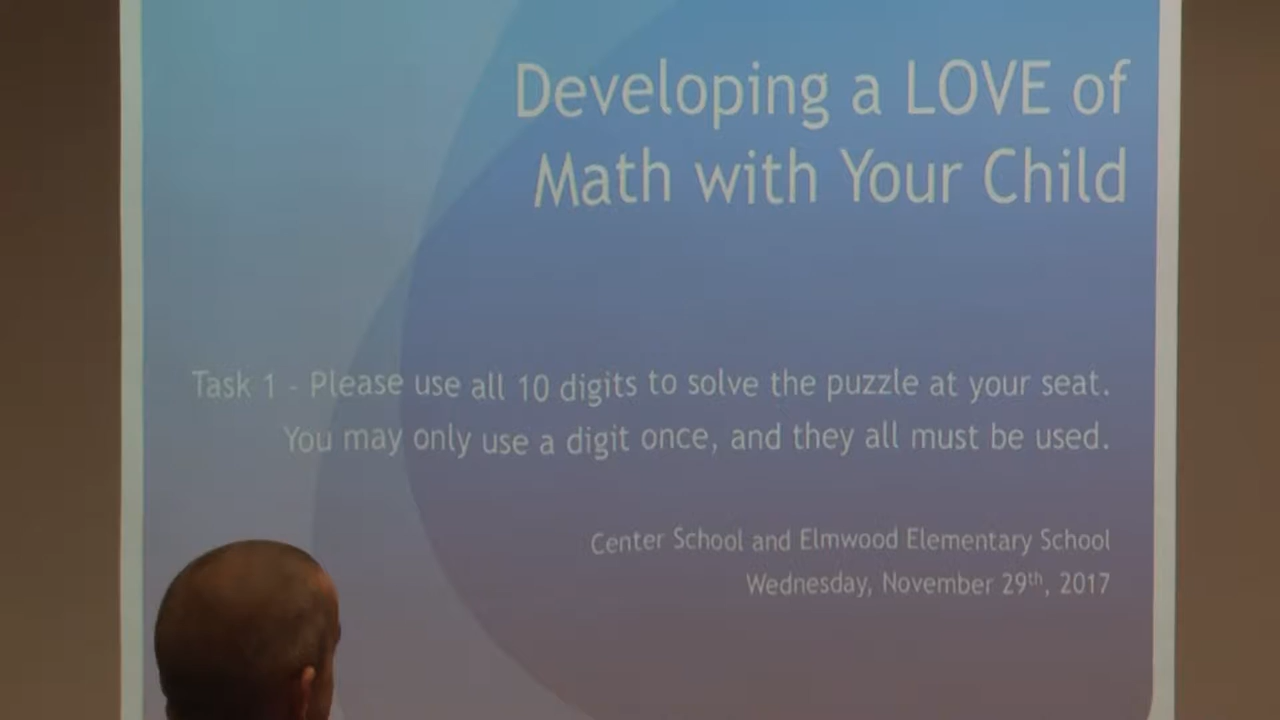 Developing a LOVE of
Math with Your Child
Task 1 - Please use all 10 digits to solve the puzzle at your seat.
You may only use a digit once, and they all must be used.
Center School and Elmwood Elementary School
Wednesday, November 29th, 2017